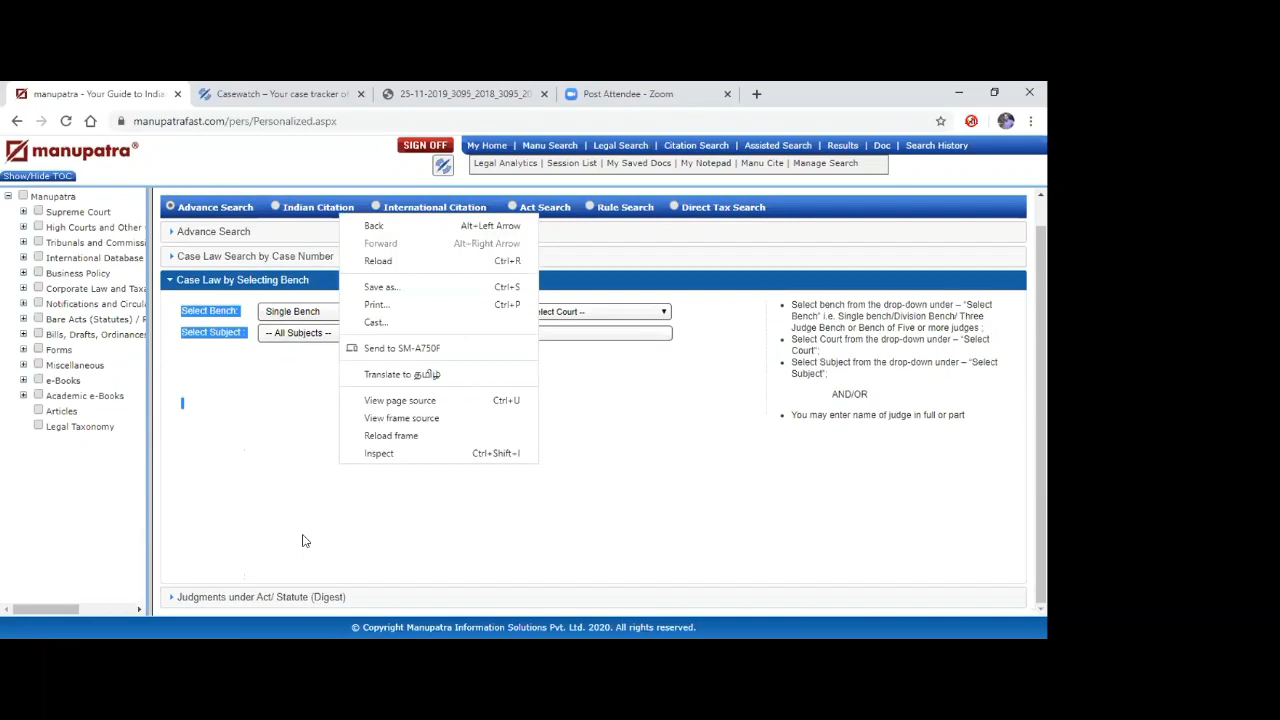 manupatra - Your Guide to India
Casewatch – Your case tracker of
25-11-2019_3095_2018_3095_20
Post Attendee - Zoom
manupatrafast.com/pers/Personalized.aspx
manupatra®
SIGN OFF
My Home | Manu Search | Legal Search | Citation Search | Assisted Search | Doc | Results | Search History
Legal Analytics | Session List | My Saved Docs | My Notepad | Manu Cite | Manage Search
Show/Hide TOC
Manupatra
Supreme Court
High Courts and Other
Tribunals and Commiss
International Database
Business Policy
Corporate Law and Tax
Notifications and Circula
Bare Acts (Statutes) / R
Bills, Drafts, Ordinances
Forms
Miscellaneous
e-Books
Academic e-Books
Articles
Legal Taxonomy
Advance Search
Indian Citation
International Citation
Act Search
Rule Search
Direct Tax Search
Advance Search
Case Law Search by Case Number
Case Law by Selecting Bench
Select Bench:
Single Bench
elect Court --
Select Subject :
-- All Subjects --
Back Alt+Left Arrow
Forward Alt+Right Arrow
Reload Ctrl+R
Save as... Ctrl+S
Print... Ctrl+P
Cast...
Send to SM-A750F
Translate to தமிழ்
View page source Ctrl+U
View frame source
Reload frame
Inspect Ctrl+Shift+I
Select bench from the drop-down under – “Select
Bench” i.e. Single bench/Division Bench/ Three
Judge Bench or Bench of Five or more judges ;
Select Court from the drop-down under – “Select
Court”;
Select Subject from the drop-down under – “Select
Subject”;
AND/OR
You may enter name of judge in full or part
Judgments under Act/ Statute (Digest)
© Copyright Manupatra Information Solutions Pvt. Ltd. 2020. All rights reserved.